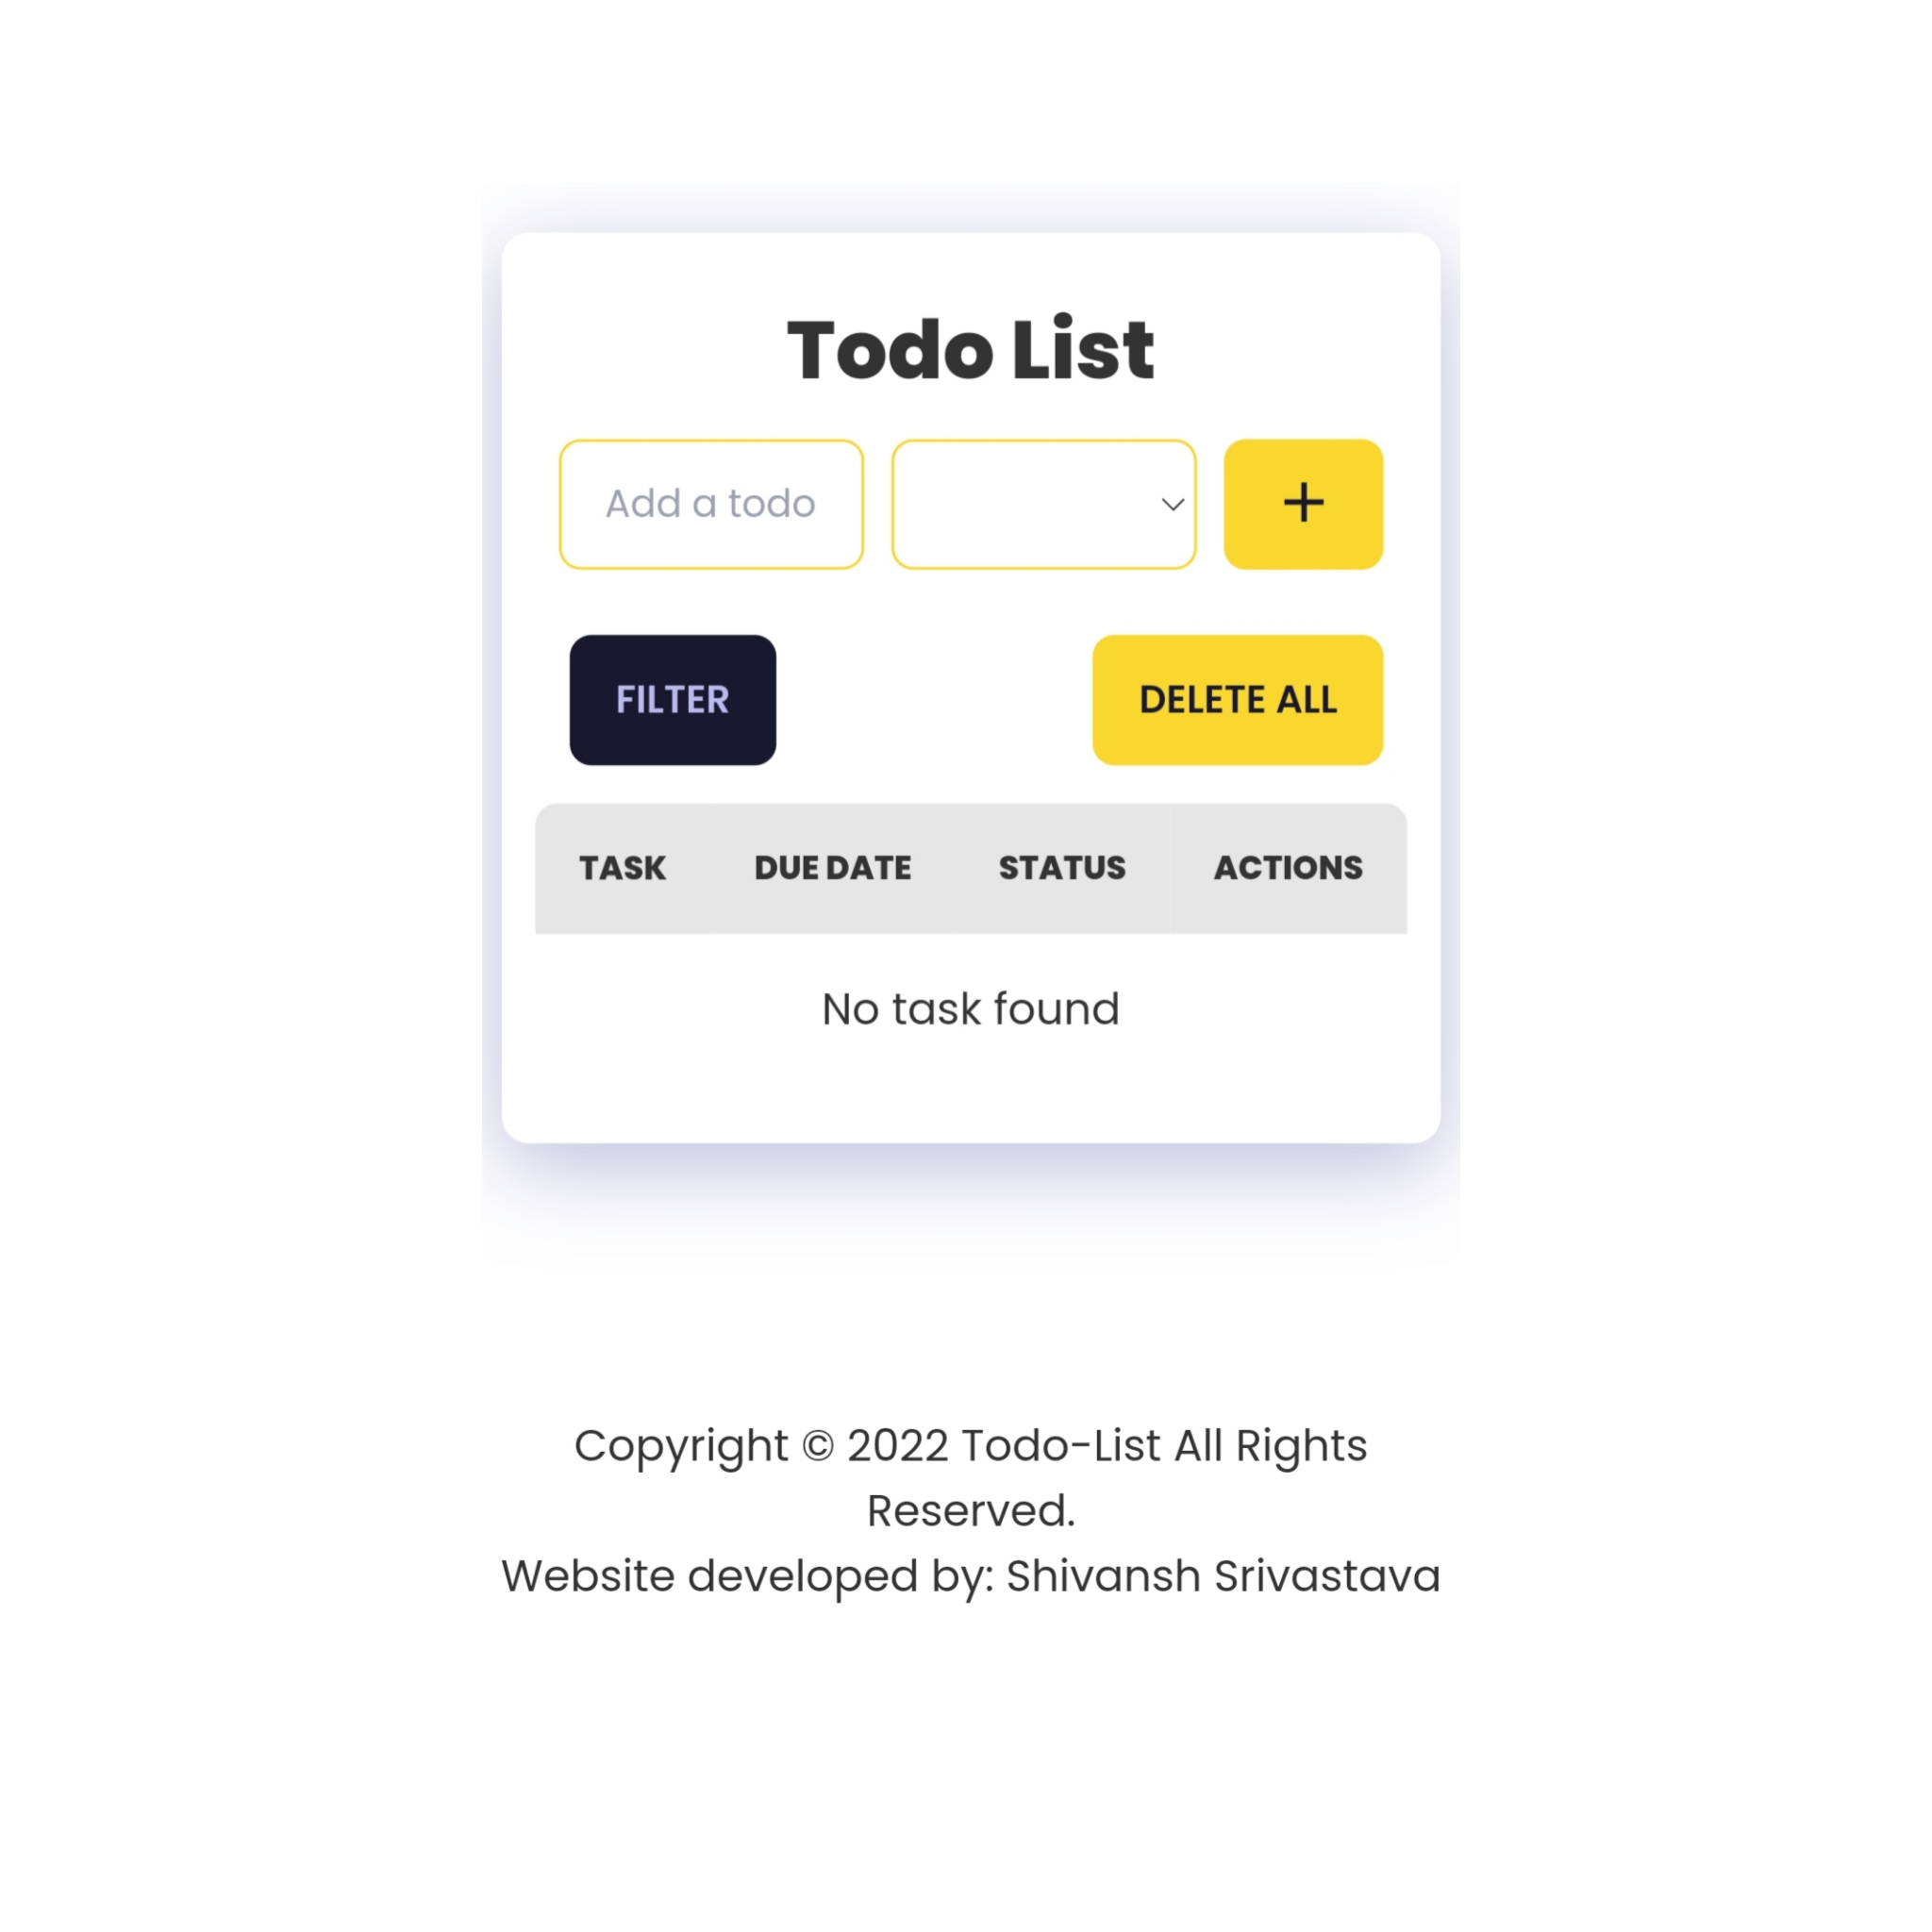 Todo List
Add a todo
+
FILTER
DELETE ALL
TASK DUE DATE STATUS ACTIONS
No task found
Copyright © 2022 Todo-List All Rights
Reserved.
Website developed by: Shivansh Srivastava